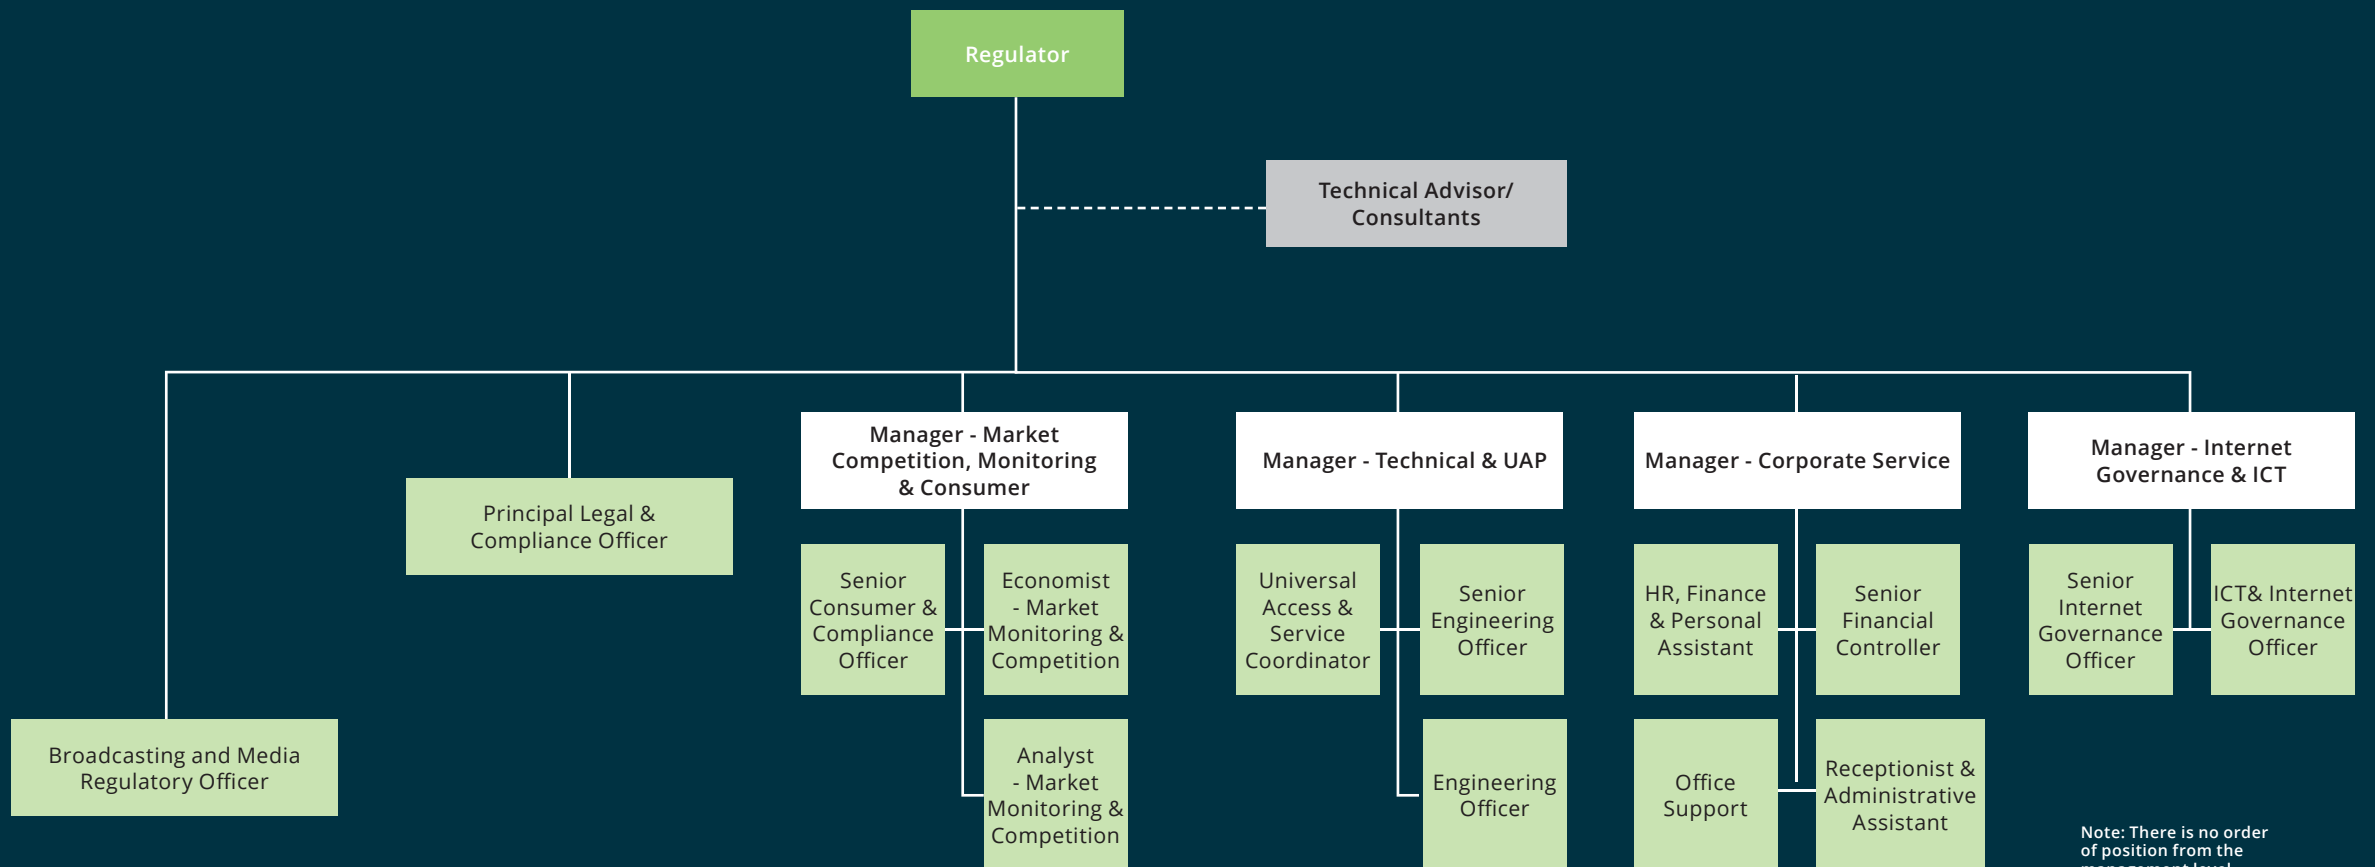 Regulator
Technical Advisor/
Consultants
Manager - Market
Competition, Monitoring
& Consumer
Manager - Technical & UAP
Manager - Corporate Service
Manager - Internet
Governance & ICT
Principal Legal &
Compliance Officer
Senior
Consumer &
Compliance
Officer
Economist
- Market
Monitoring &
Competition
Universal
Access &
Service
Coordinator
Senior
Engineering
Officer
HR, Finance
& Personal
Assistant
Senior
Financial
Controller
Senior
Internet
Governance
Officer
ICT& Internet
Governance
Officer
Broadcasting and Media
Regulatory Officer
Analyst
- Market
Monitoring &
Competition
Engineering
Officer
Office
Support
Receptionist &
Administrative
Assistant
Note: There is no order
of position from the
management level